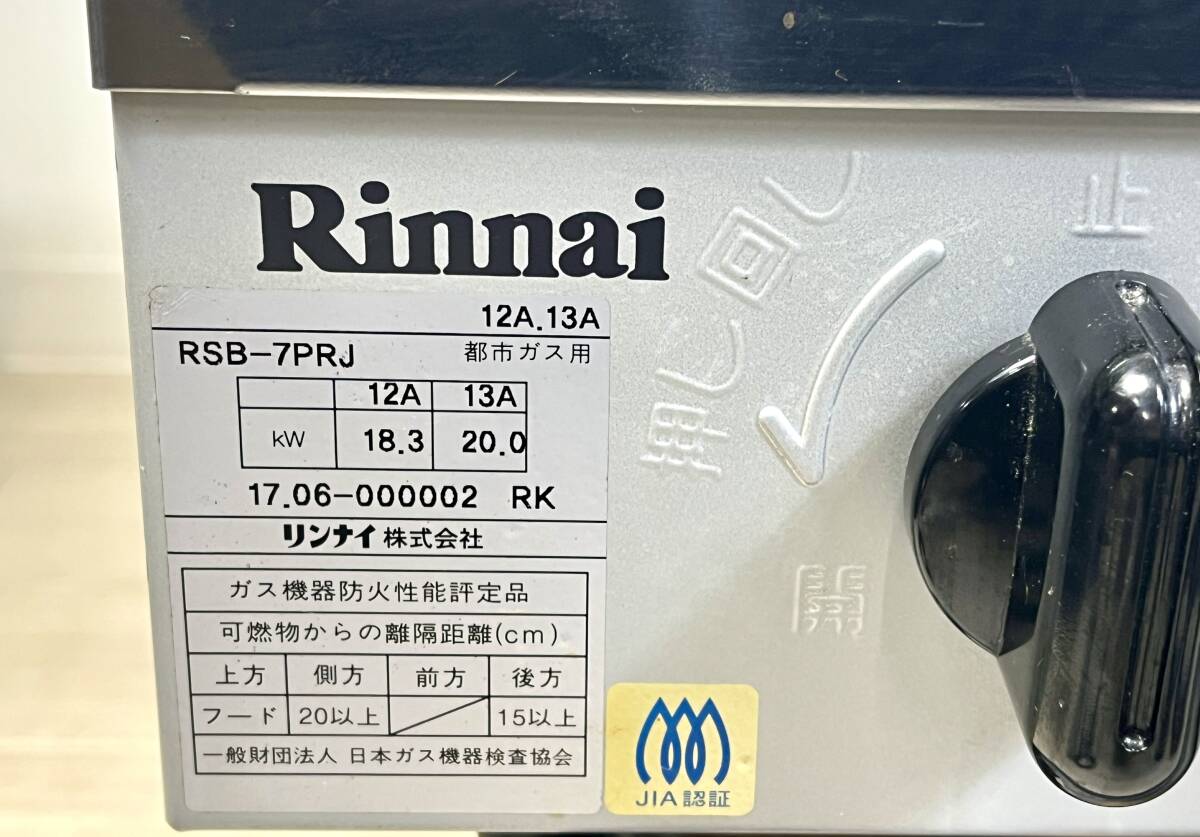 Rinnai
押し回し
止
開
12A.13A
RSB-7PRJ 都市ガス用
12A 13A
kW 18.3 20.0
17.06-000002 RK
リンナイ株式会社
ガス機器防火性能評定品
可燃物からの離隔距離(cm)
上方 側方 前方 後方
フード 20以上 15以上
一般財団法人 日本ガス機器検査協会
JIA認証